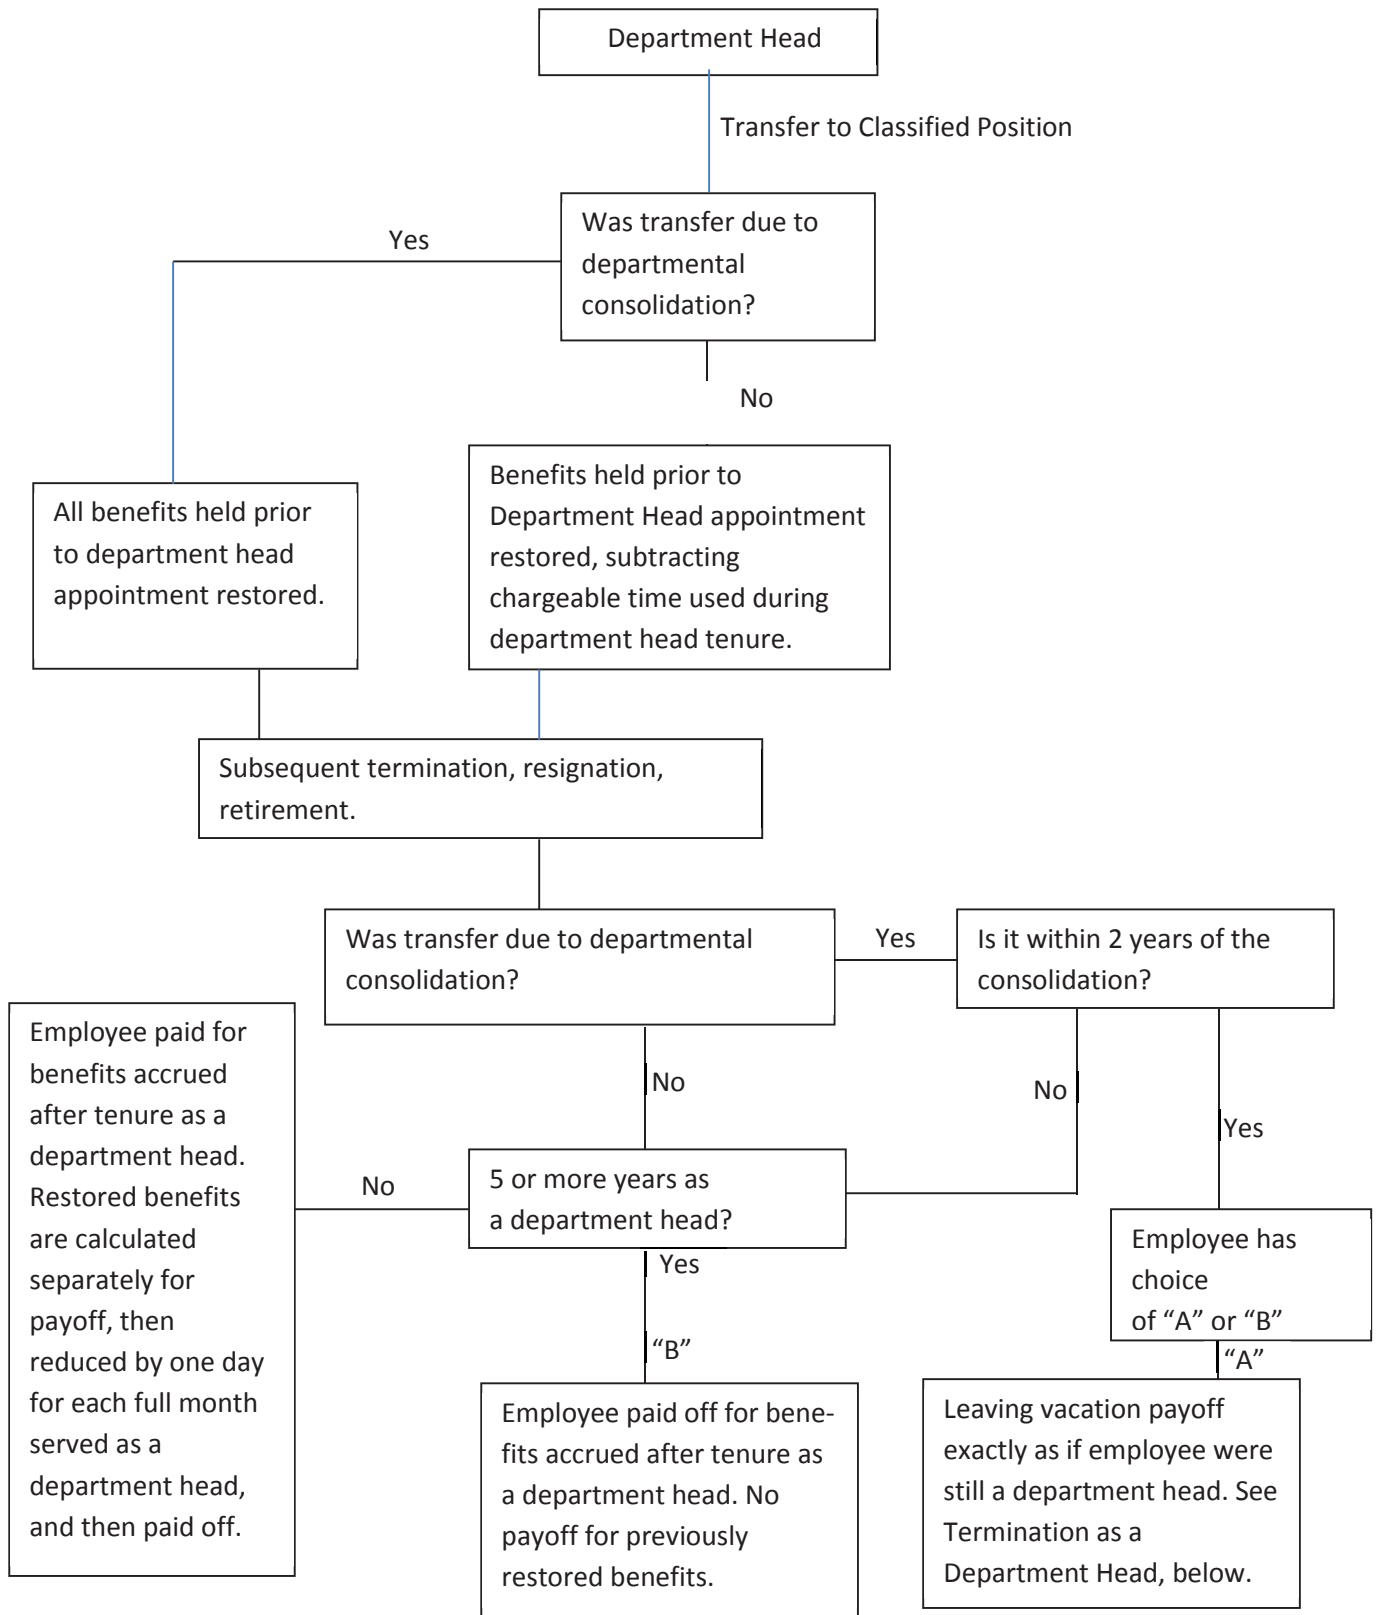 Department Head
Transfer to Classified Position
Was transfer due to
departmental
consolidation?
Yes
No
All benefits held prior
to department head
appointment restored.
Benefits held prior to
Department Head appointment
restored, subtracting
chargeable time used during
department head tenure.
Subsequent termination, resignation,
retirement.
Was transfer due to departmental
consolidation?
Yes
Is it within 2 years of the
consolidation?
No
No
Yes
5 or more years as
a department head?
No
Employee paid for
benefits accrued
after tenure as a
department head.
Restored benefits
are calculated
separately for
payoff, then
reduced by one day
for each full month
served as a
department head,
and then paid off.
Yes
“B”
Employee paid off for bene-
fits accrued after tenure as
a department head. No
payoff for previously
restored benefits.
Employee has
choice
of “A” or “B”
“A”
Leaving vacation payoff
exactly as if employee were
still a department head. See
Termination as a
Department Head, below.